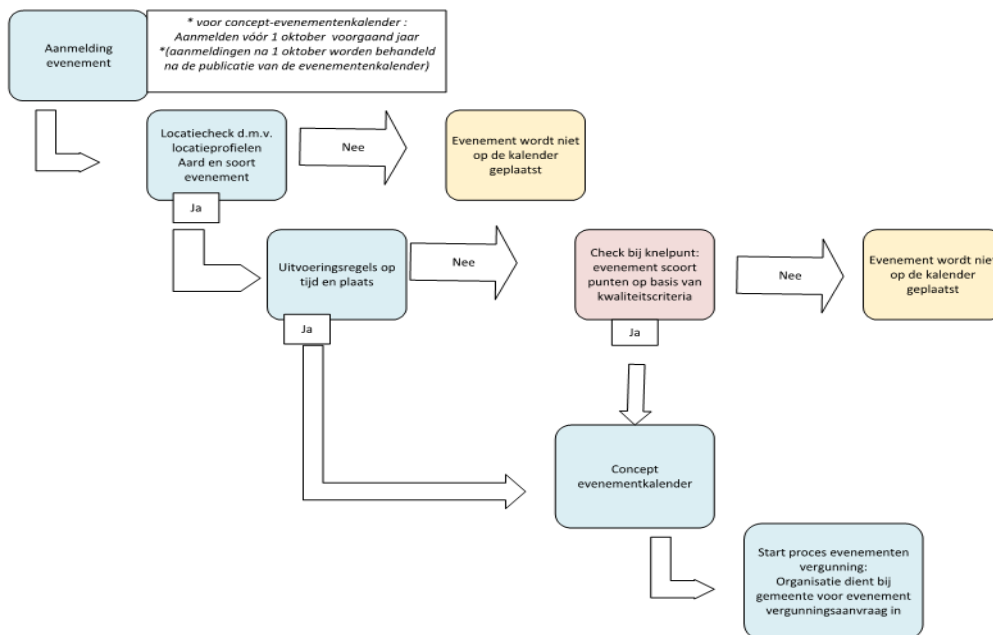 Aanmelding
evenement
* voor concept-evenementenkalender :
Aanmelden vóór 1 oktober voorgaand jaar
*(aanmeldingen na 1 oktober worden behandeld
na de publicatie van de evenementenkalender)
Locatiecheck d.m.v.
locatieprofielen
Aard en soort
evenement
Nee
Evenement wordt niet
op de kalender
geplaatst
Ja
Uitvoeringsregels op
tijd en plaats
Nee
Check bij knelpunt:
evenement scoort
punten op basis van
kwaliteitscriteria
Nee
Evenement wordt niet
op de kalender
geplaatst
Ja
Ja
Concept
evenementkalender
Start proces evenementen
vergunning:
Organisatie dient bij
gemeente voor evenement
vergunningsaanvraag in